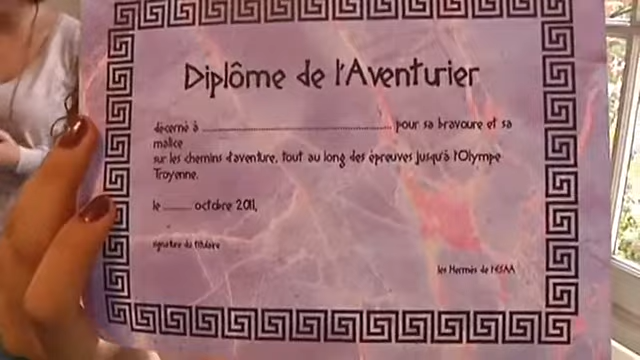 Diplôme de l'Aventurier
décerné à ........................................ pour sa bravoure et sa
malice
sur les chemins d'aventure, tout au long des épreuves jusqu'à l'Olympe
Troyenne.
le ......... octobre 2011,
signature du titulaire
les Hermès de l'ESAA